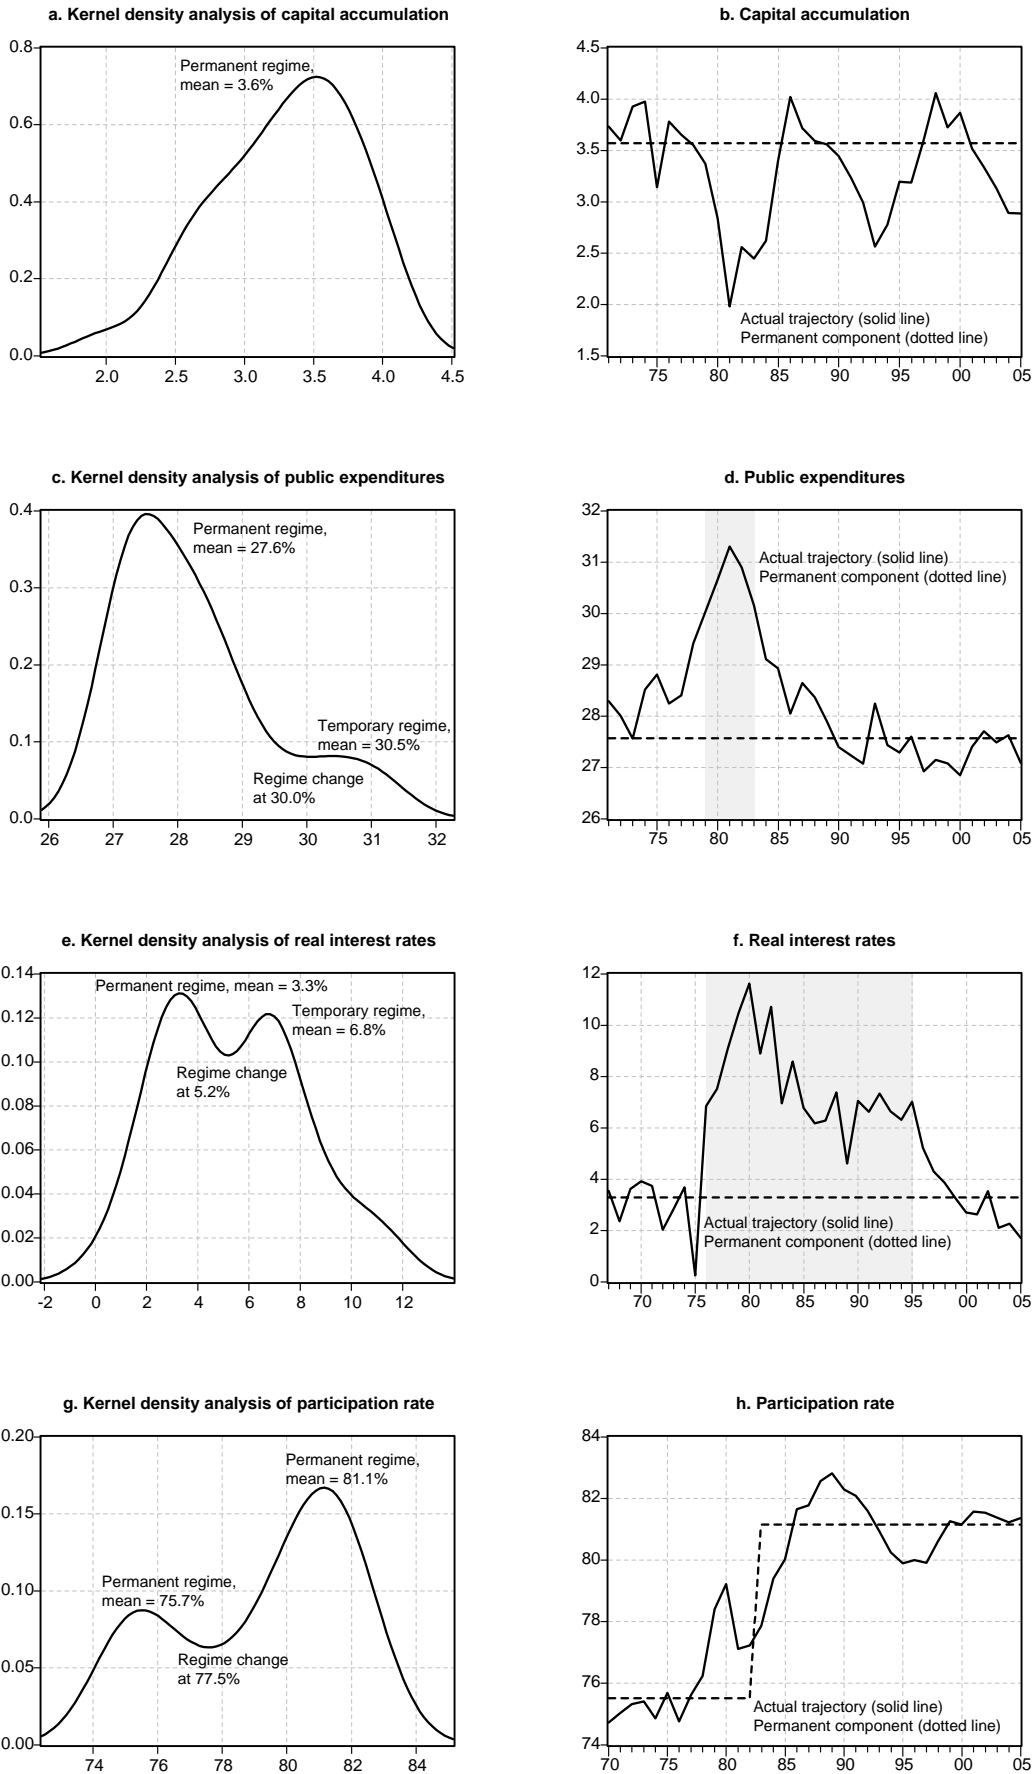 a. Kernel density analysis of capital accumulation
0.8
0.6
0.4
0.2
0.0
2.0 2.5 3.0 3.5 4.0 4.5
Permanent regime,
mean = 3.6%
b. Capital accumulation
4.5
4.0
3.5
3.0
2.5
2.0
1.5
75 80 85 90 95 00 05
Actual trajectory (solid line)
Permanent component (dotted line)
c. Kernel density analysis of public expenditures
0.4
0.3
0.2
0.1
0.0
26 27 28 29 30 31 32
Permanent regime,
mean = 27.6%
Temporary regime,
mean = 30.5%
Regime change
at 30.0%
d. Public expenditures
32
31
30
29
28
27
26
75 80 85 90 95 00 05
Actual trajectory (solid line)
Permanent component (dotted line)
e. Kernel density analysis of real interest rates
0.14
0.12
0.10
0.08
0.06
0.04
0.02
0.00
-2 0 2 4 6 8 10 12
Permanent regime, mean = 3.3%
Temporary regime,
mean = 6.8%
Regime change
at 5.2%
f. Real interest rates
12
10
8
6
4
2
0
70 75 80 85 90 95 00 05
Actual trajectory (solid line)
Permanent component (dotted line)
g. Kernel density analysis of participation rate
0.20
0.15
0.10
0.05
0.00
74 76 78 80 82 84
Permanent regime,
mean = 81.1%
Permanent regime,
mean = 75.7%
Regime change
at 77.5%
h. Participation rate
84
82
80
78
76
74
70 75 80 85 90 95 00 05
Actual trajectory (solid line)
Permanent component (dotted line)